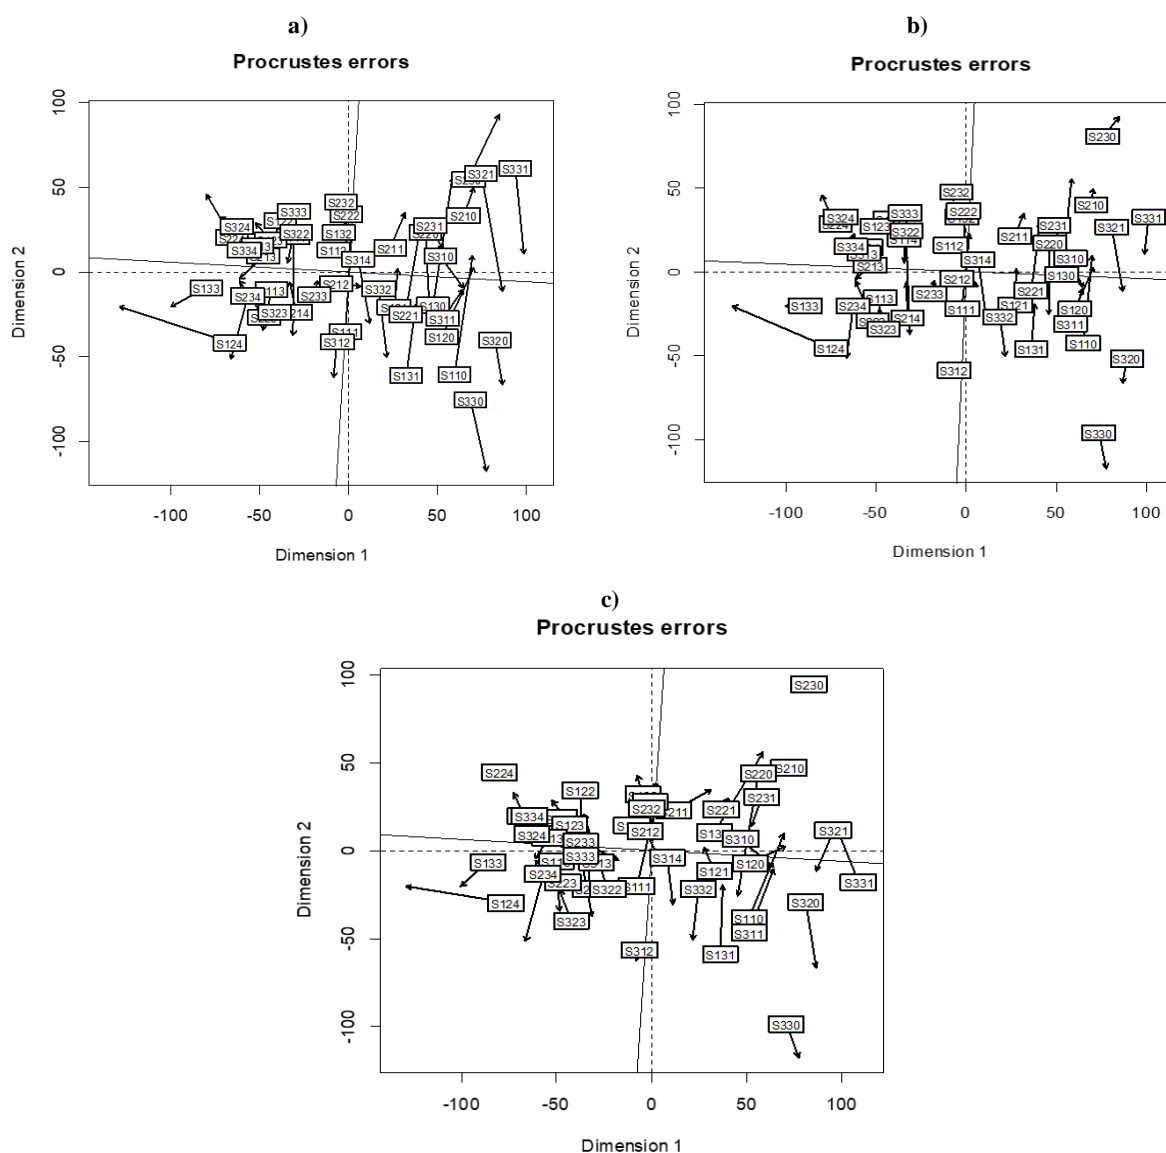 a)
Procrustes errors
Dimension 2
100
50
0
-50
-100
S331
S321
S210
S231
S310
S211
S232
S222
S132
S112
S314
S333
S322
S324
S334
S133
S234
S113
S233
S212
S323
S124
S111
S312
S332
S221
S130
S311
S120
S131
S110
S320
S330
-100
-50
0
50
100
Dimension 1
b)
Procrustes errors
Dimension 2
100
50
0
-50
-100
S230
S210
S331
S321
S231
S220
S211
S310
S130
S232
S222
S112
S314
S212
S333
S322
S324
S123
S334
S213
S133
S234
S113
S233
S111
S214
S323
S124
S312
S332
S221
S121
S120
S311
S131
S110
S320
S330
-100
-50
0
50
100
Dimension 1
c)
Procrustes errors
Dimension 2
100
50
0
-50
-100
S230
S210
S220
S231
S221
S310
S120
S121
S321
S331
S320
S332
S314
S232
S212
S224
S122
S334
S123
S324
S233
S333
S133
S234
S322
S124
S323
S111
S312
S110
S311
S131
S330
-100
-50
0
50
100
Dimension 1